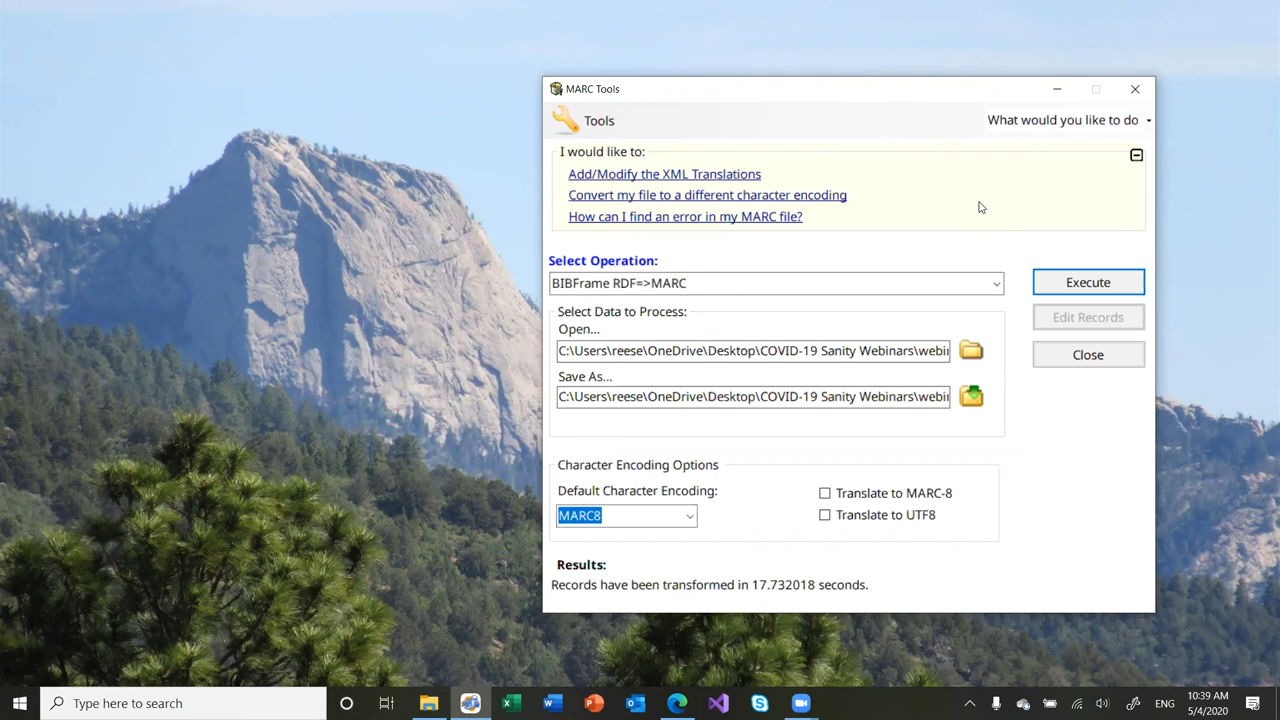 MARC Tools
Tools
What would you like to do
I would like to:
Add/Modify the XML Translations
Convert my file to a different character encoding
How can I find an error in my MARC file?
Select Operation:
BIBFrame RDF=>MARC
Execute
Select Data to Process:
Open...
Edit Records
C:\Users\reese\OneDrive\Desktop\COVID-19 Sanity Webinars\webin
Close
Save As...
C:\Users\reese\OneDrive\Desktop\COVID-19 Sanity Webinars\webin
Character Encoding Options
Default Character Encoding:
Translate to MARC-8
MARC8
Translate to UTF8
Results:
Records have been transformed in 17.732018 seconds.
Type here to search
ENG
10:39 AM
5/4/2020